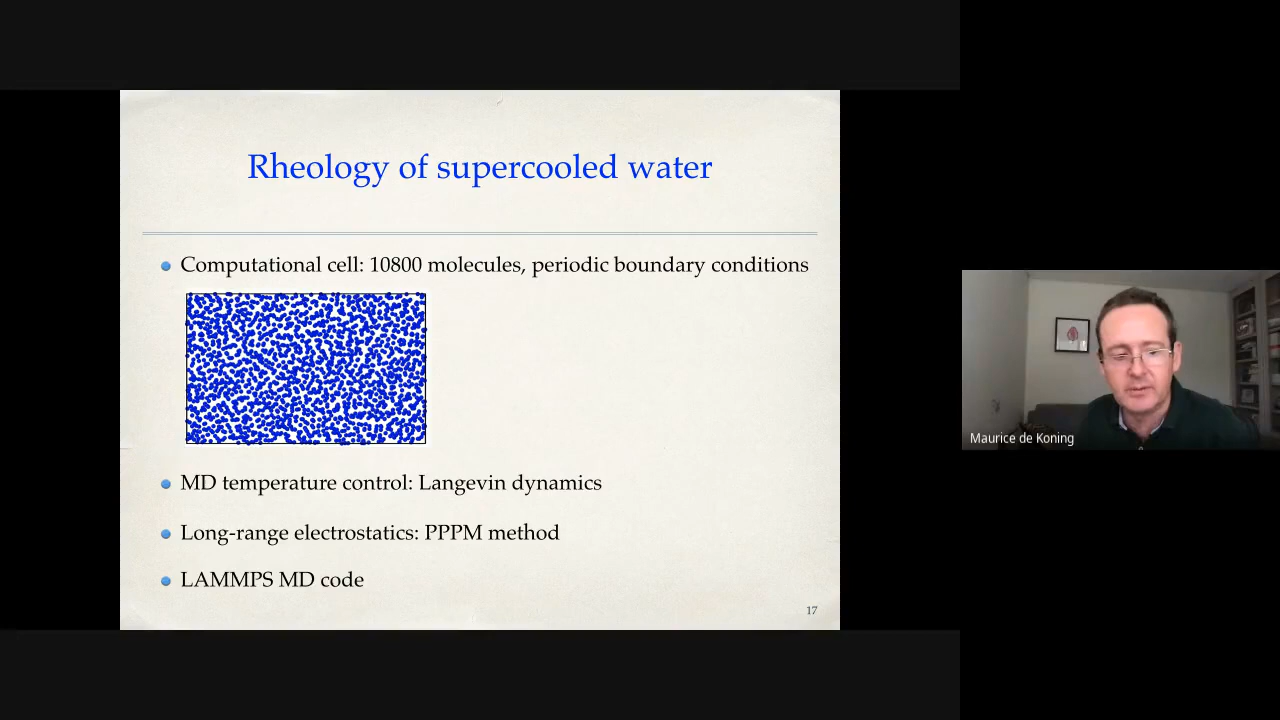 Rheology of supercooled water
Computational cell: 10800 molecules, periodic boundary conditions
MD temperature control: Langevin dynamics
Long-range electrostatics: PPPM method
LAMMPS MD code
17
Maurice de Koning